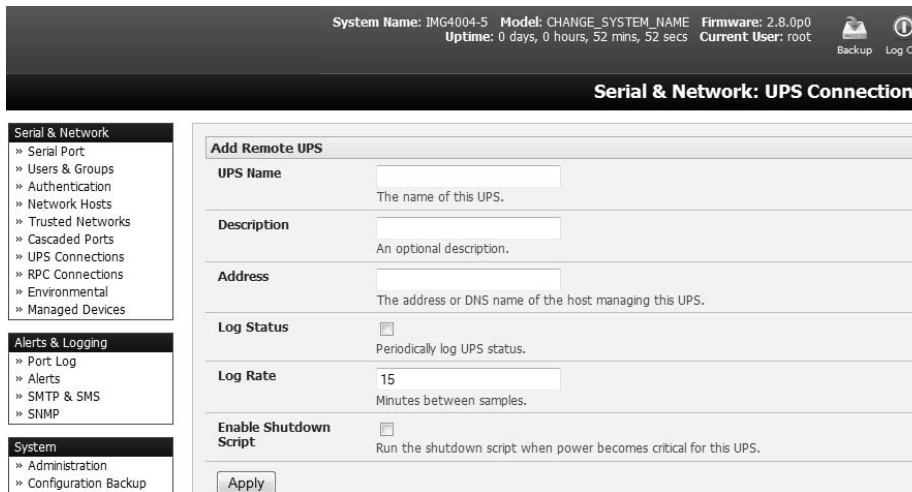 System Name: IMG4004-5 Model: CHANGE_SYSTEM_NAME Firmware: 2.8.0p0
Uptime: 0 days, 0 hours, 52 mins, 52 secs Current User: root
Backup
Log
Serial & Network: UPS Connection
Serial & Network
» Serial Port
» Users & Groups
» Authentication
» Network Hosts
» Trusted Networks
» Cascaded Ports
» UPS Connections
» RPC Connections
» Environmental
» Managed Devices
Alerts & Logging
» Port Log
» Alerts
» SMTP & SMS
» SNMP
System
» Administration
» Configuration Backup
Add Remote UPS
UPS Name
The name of this UPS.
Description
An optional description.
Address
The address or DNS name of the host managing this UPS.
Log Status
Periodically log UPS status.
Log Rate
15
Minutes between samples.
Enable Shutdown
Script
Run the shutdown script when power becomes critical for this UPS.
Apply